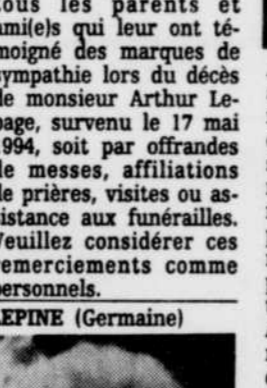 tous les parents et
ami(e)s qui leur ont té-
moigné des marques de
sympathie lors du décès
de monsieur Arthur Le-
page, survenu le 17 mai
1994, soit par offrandes
de messes, affiliations
de prières, visites ou as-
sistance aux funérailles.
Veuillez considérer ces
remerciements comme
personnels.
LEPINE (Germaine)